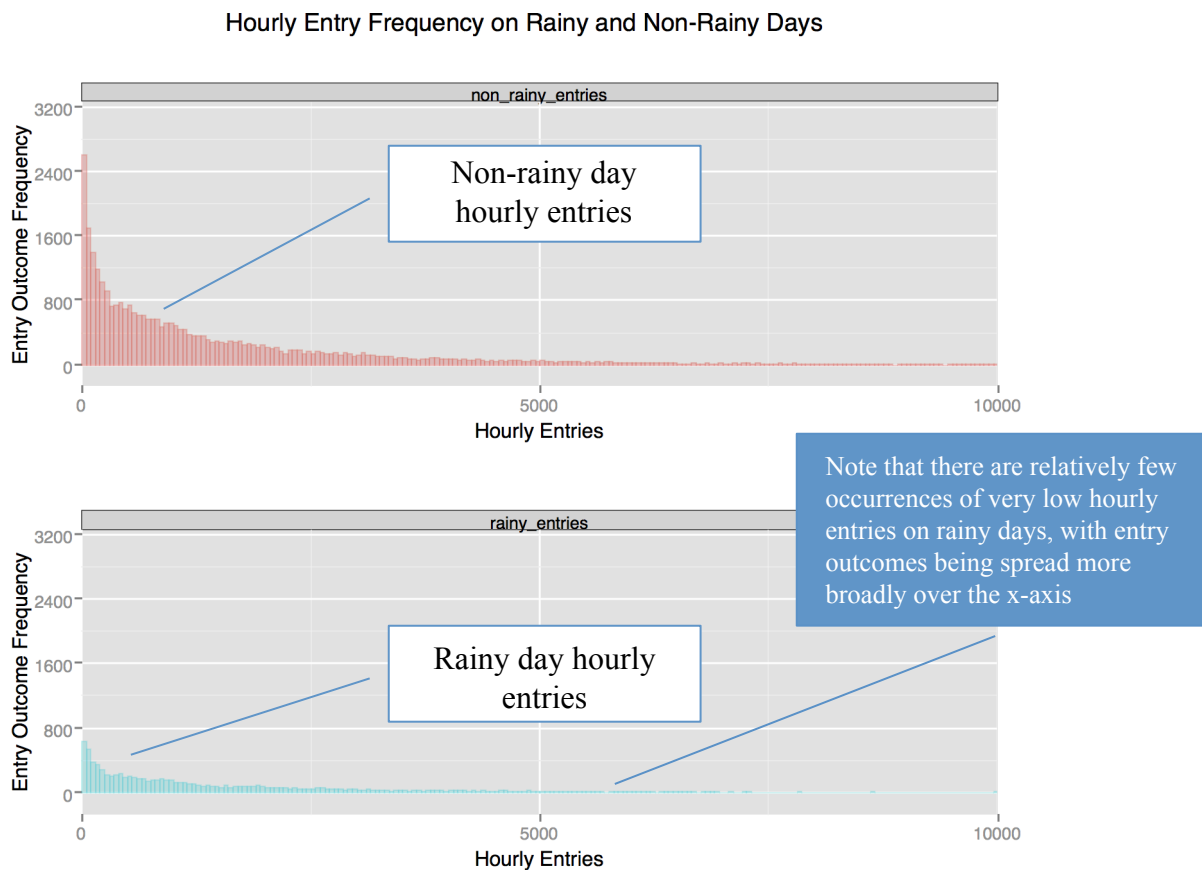 Hourly Entry Frequency on Rainy and Non-Rainy Days
non_rainy_entries
Entry Outcome Frequency
3200
2400
1600
800
0
Non-rainy day
hourly entries
0
5000
10000
Hourly Entries
Note that there are relatively few
occurrences of very low hourly
entries on rainy days, with entry
outcomes being spread more
broadly over the x-axis
rainy_entries
Entry Outcome Frequency
3200
2400
1600
800
0
Rainy day hourly
entries
0
5000
10000
Hourly Entries